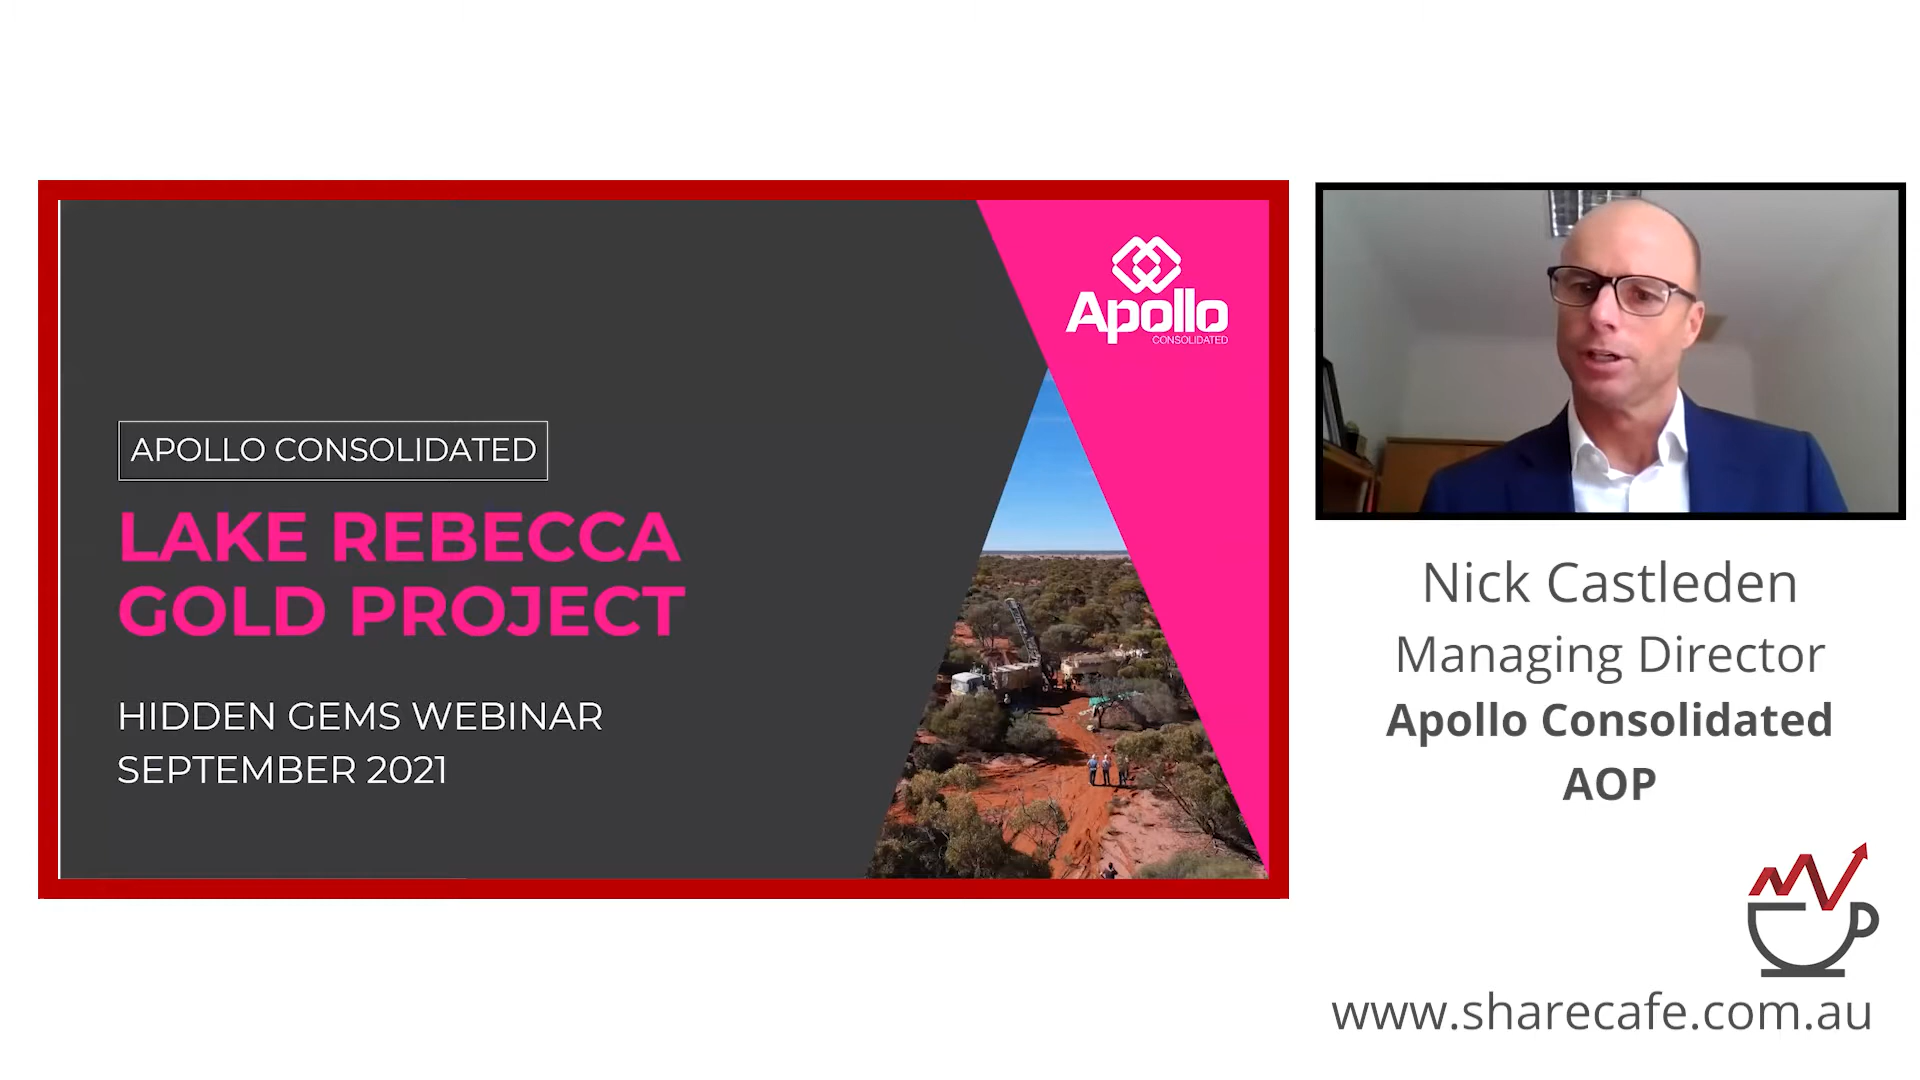 Apollo
CONSOLIDATED
APOLLO CONSOLIDATED
LAKE REBECCA
GOLD PROJECT
HIDDEN GEMS WEBINAR
SEPTEMBER 2021
Nick Castleden
Managing Director
Apollo Consolidated
AOP
www.sharecafe.com.au